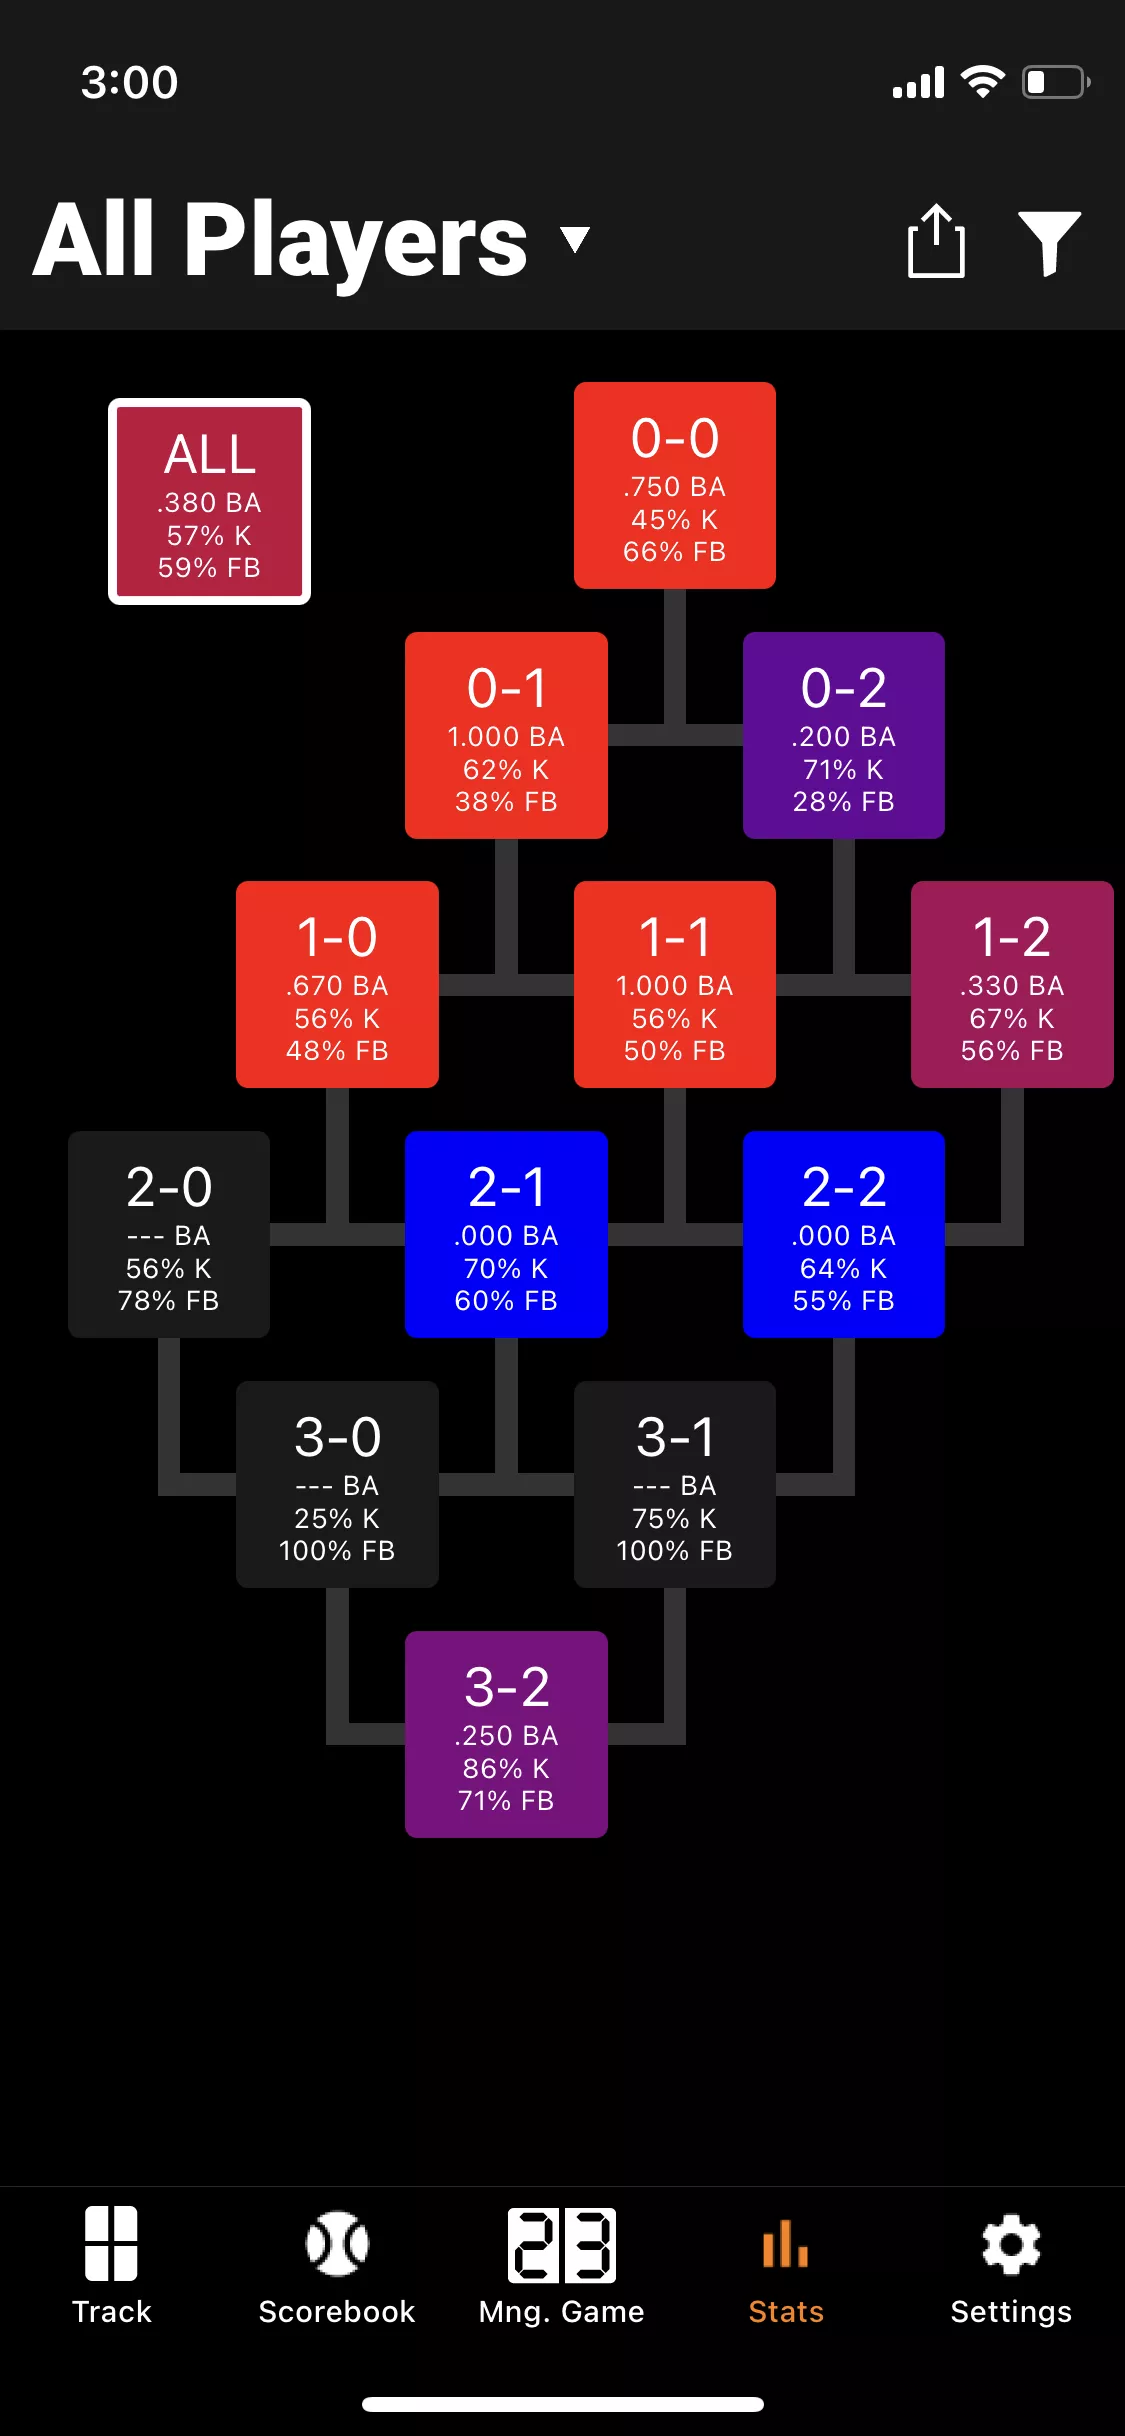 3:00
All Players
ALL
.380 BA
57% K
59% FB
0-0
.750 BA
45% K
66% FB
0-1
1.000 BA
62% K
38% FB
0-2
.200 BA
71% K
28% FB
1-0
.670 BA
56% K
48% FB
1-1
1.000 BA
56% K
50% FB
1-2
.330 BA
67% K
56% FB
2-0
--- BA
56% K
78% FB
2-1
.000 BA
70% K
60% FB
2-2
.000 BA
64% K
55% FB
3-0
--- BA
25% K
100% FB
3-1
--- BA
75% K
100% FB
3-2
.250 BA
86% K
71% FB
23
Track
Scorebook
Mng. Game
Stats
Settings